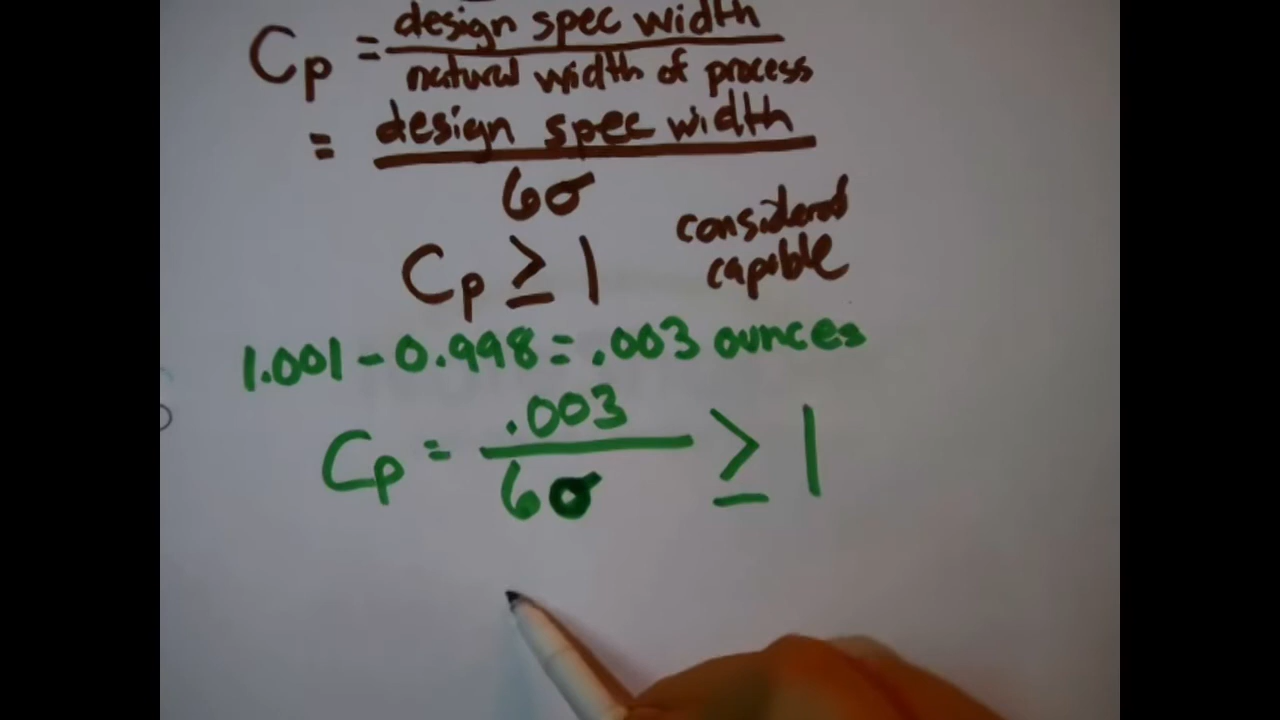 Cp = design spec width
natural width of process
= design spec width
6σ
Cp ≥ 1
considered
capable
1.001 - 0.998 = .003 ounces
Cp = .003 ≥ 1
6σ